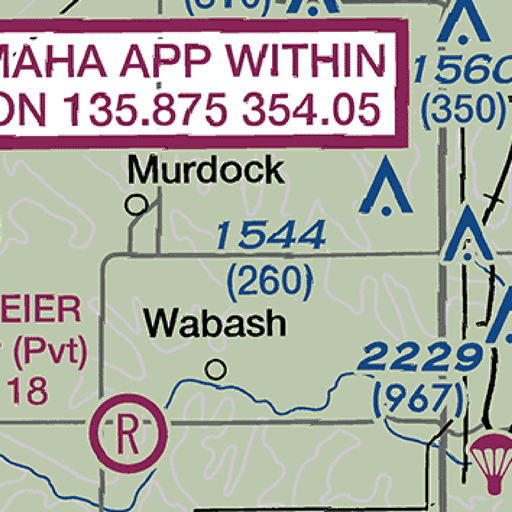 MAHA APP WITHIN
ON 135.875 354.05
1560
(350)
Murdock
1544
(260)
EIER
(Pvt)
18
Wabash
2229
(967)
R